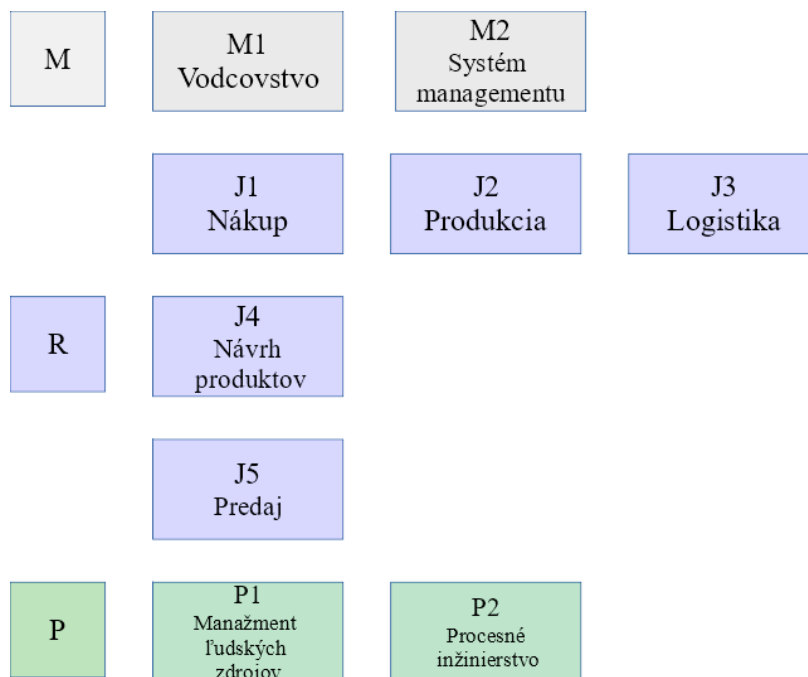 M
M1
Vodcovstvo
M2
Systém
managementu
J1
Nákup
J2
Produkcia
J3
Logistika
R
J4
Návrh
produktov
J5
Predaj
P
P1
Manažment
ľudských
zdrojov
P2
Procesné
inžinierstvo